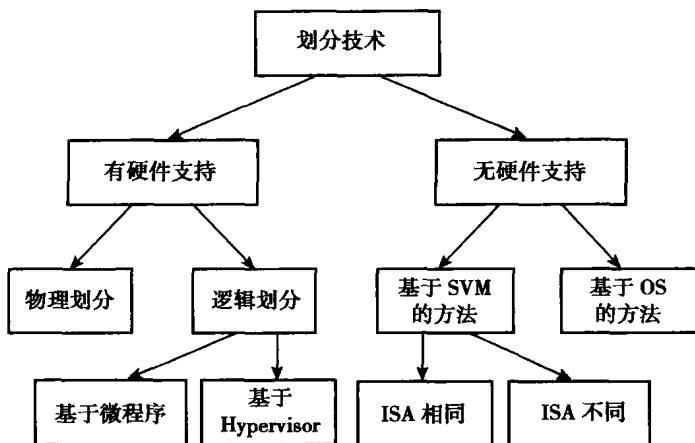 划分技术
有硬件支持
无硬件支持
物理划分
逻辑划分
基于 SVM
的方法
基于 OS
的方法
基于微程序
基于
Hypervisor
ISA 相同
ISA 不同